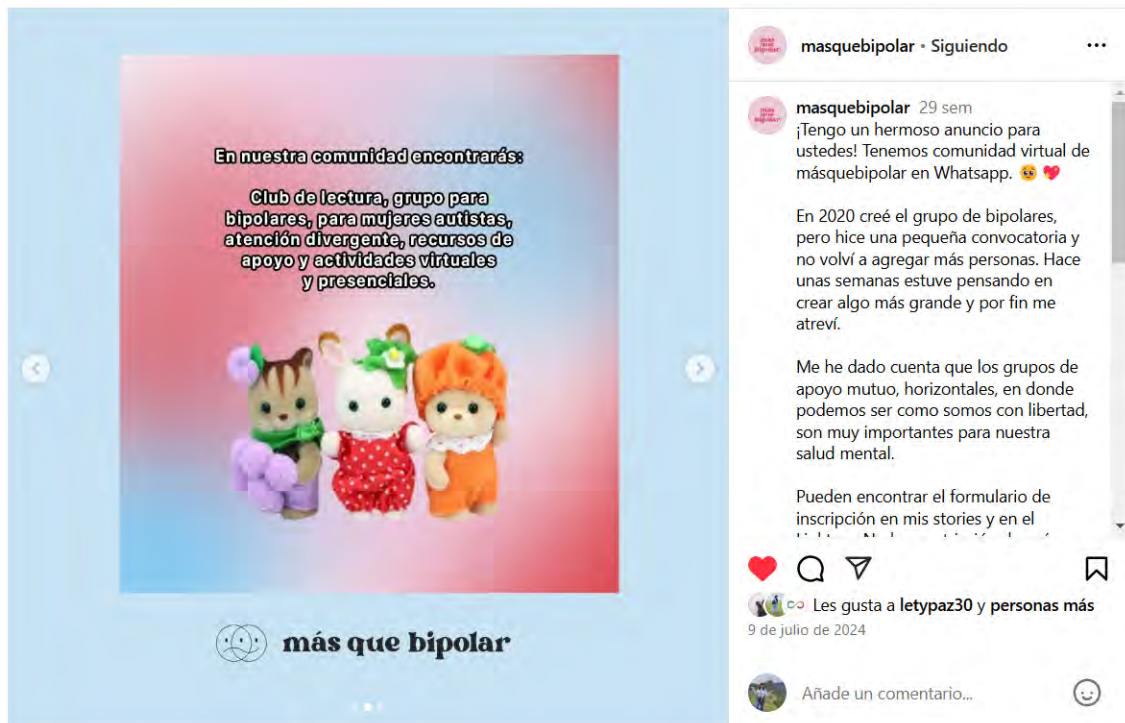 En nuestra comunidad encontrarás:
Club de lectura, grupo para
bipolares, para mujeres autistas,
atención divergente, recursos de
apoyo y actividades virtuales
y presenciales.
más que bipolar
masquebipolar • Siguiendo
masquebipolar 29 sem
¡Tengo un hermoso anuncio para
ustedes! Tenemos comunidad virtual de
másquebipolar en Whatsapp. 🥹 💖
En 2020 creé el grupo de bipolares,
pero hice una pequeña convocatoria y
no volví a agregar más personas. Hace
unas semanas estuve pensando en
crear algo más grande y por fin me
atreví.
Me he dado cuenta que los grupos de
apoyo mutuo, horizontales, en donde
podemos ser como somos con libertad,
son muy importantes para nuestra
salud mental.
Pueden encontrar el formulario de
inscripción en mis stories y en el
Les gusta a letypaz30 y personas más
9 de julio de 2024
Añade un comentario...